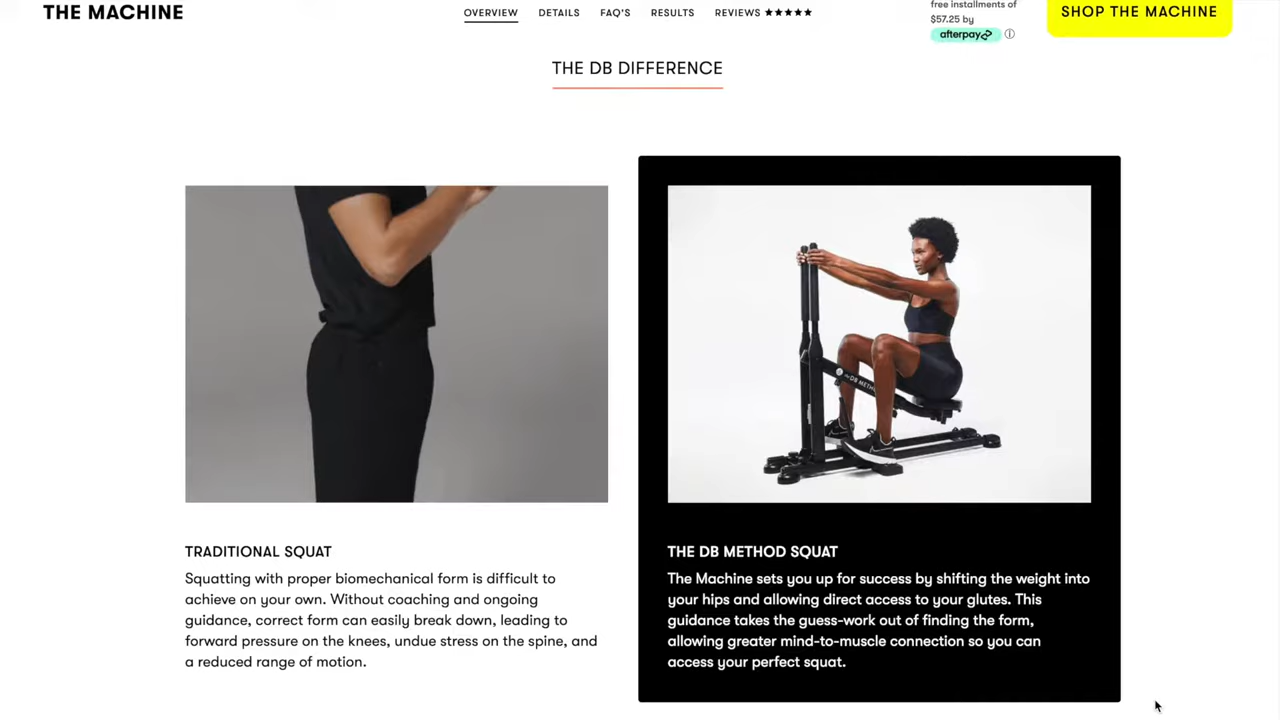 THE MACHINE
OVERVIEW
DETAILS
FAQ'S
RESULTS
REVIEWS ★★★★★
free installments of
$57.25 by
afterpay
SHOP THE MACHINE
THE DB DIFFERENCE
TRADITIONAL SQUAT
Squatting with proper biomechanical form is difficult to
achieve on your own. Without coaching and ongoing
guidance, correct form can easily break down, leading to
forward pressure on the knees, undue stress on the spine, and
a reduced range of motion.
the DB METHOD
THE DB METHOD SQUAT
The Machine sets you up for success by shifting the weight into
your hips and allowing direct access to your glutes. This
guidance takes the guess-work out of finding the form,
allowing greater mind-to-muscle connection so you can
access your perfect squat.